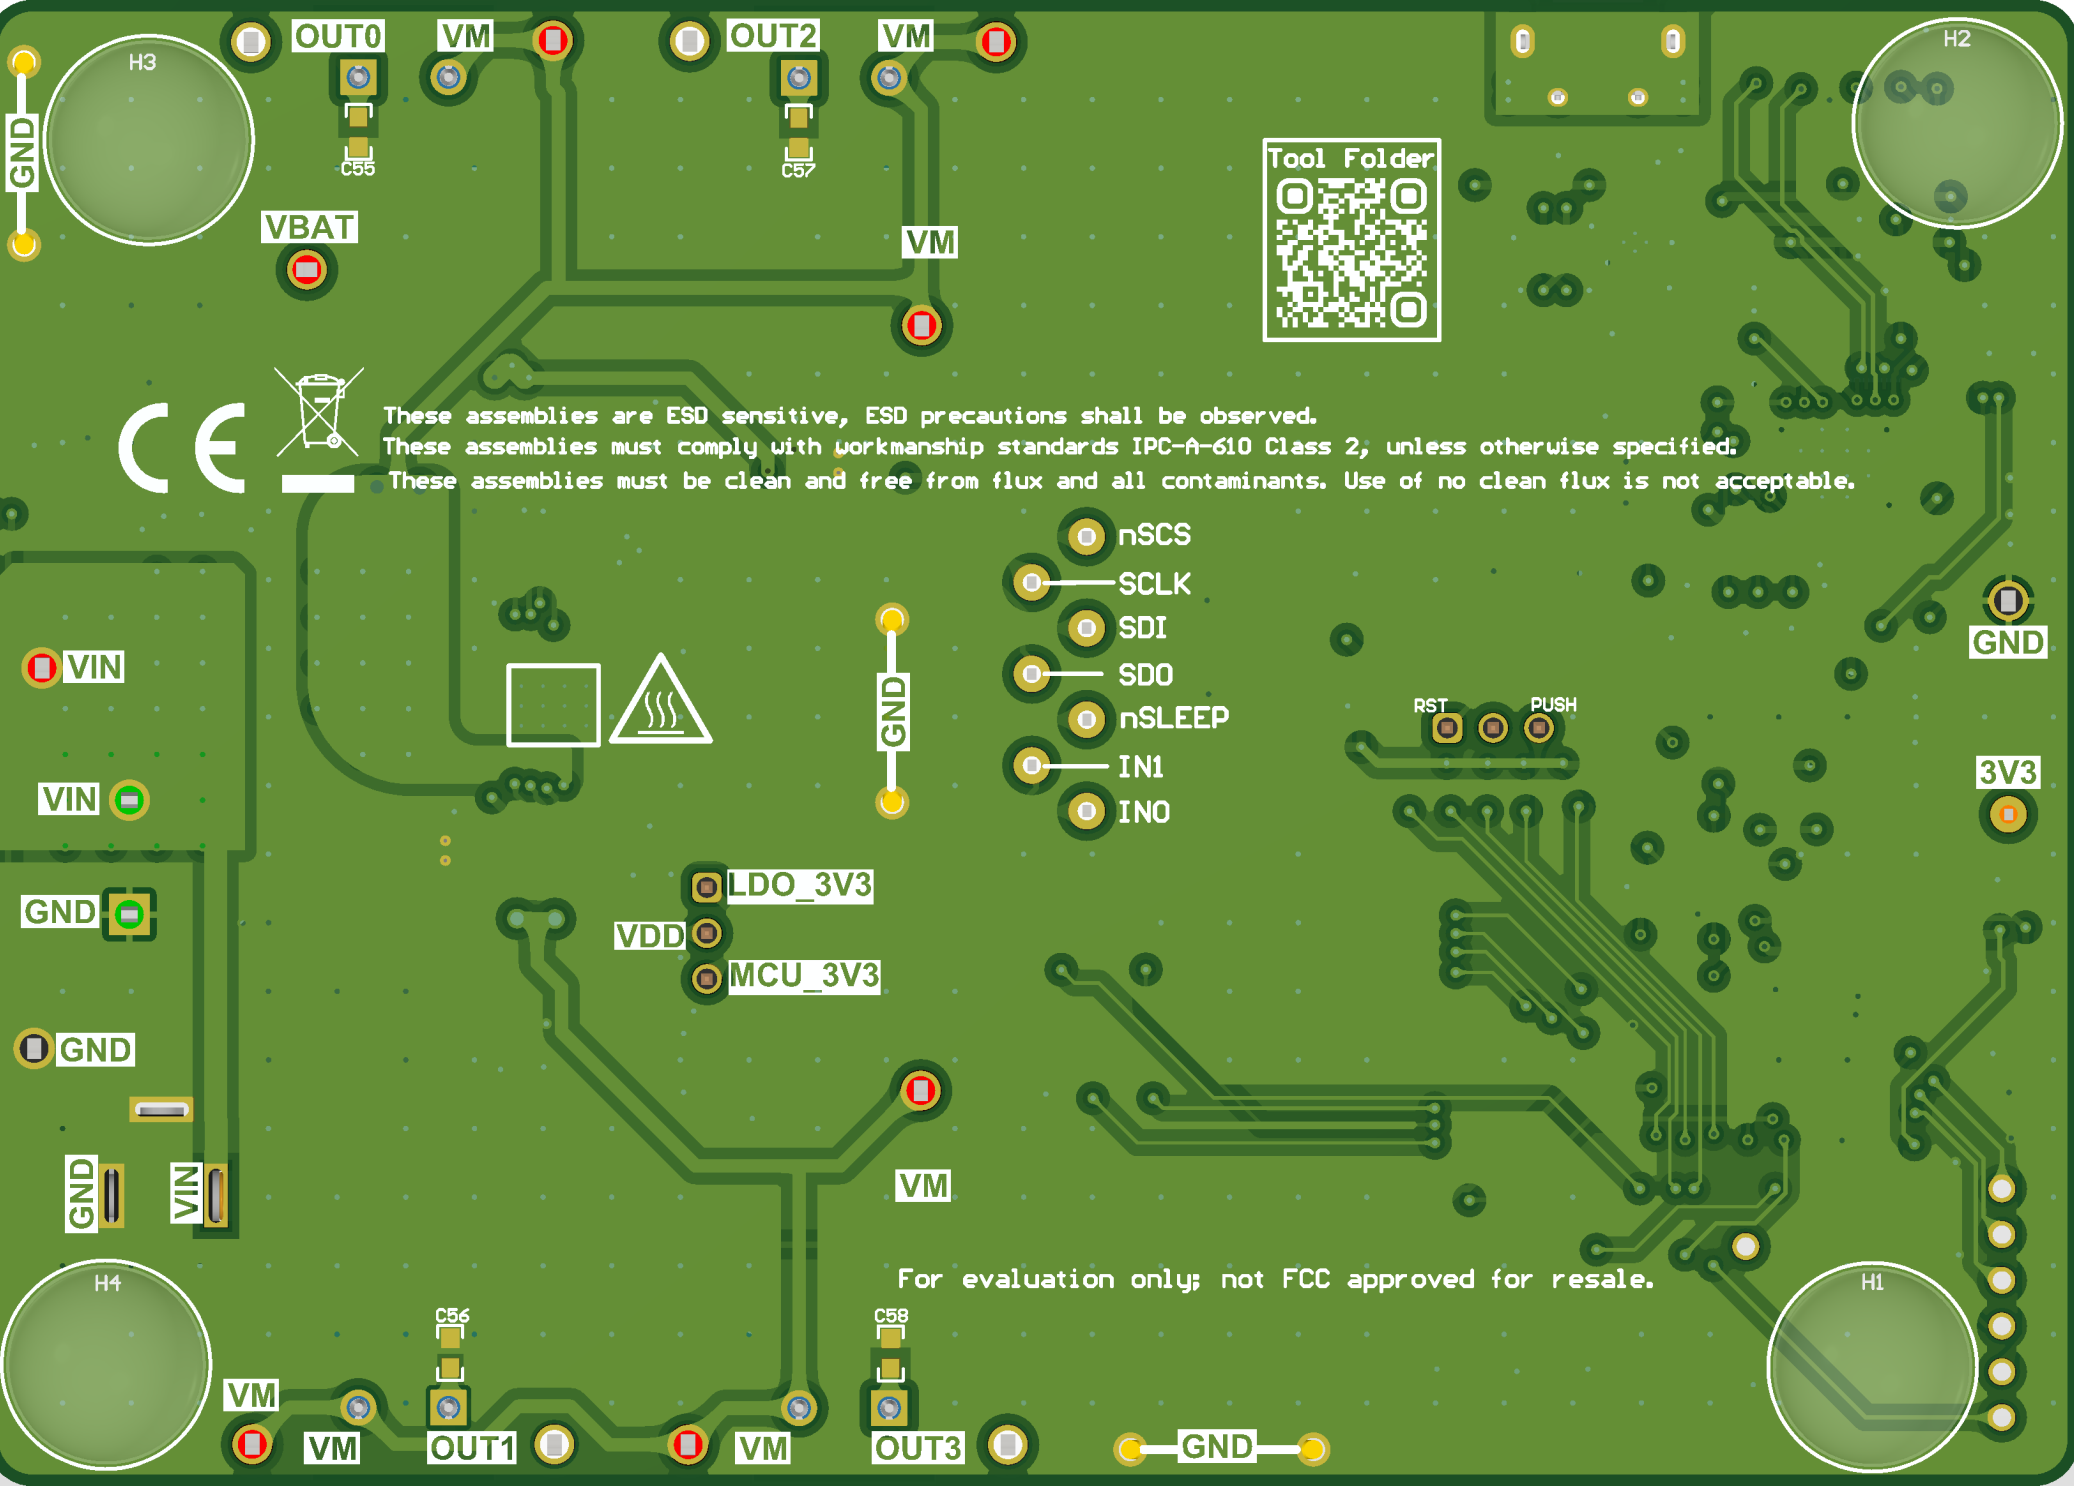 OUT0
VM
OUT2
VM
H3
H2
GND
C55
C57
Tool Folder
VBAT
VM
CE
These assemblies are ESD sensitive, ESD precautions shall be observed.
These assemblies must comply with workmanship standards IPC-A-610 Class 2, unless otherwise specified.
These assemblies must be clean and free from flux and all contaminants. Use of no clean flux is not acceptable.
nSCS
SCLK
SDI
SDO
nSLEEP
IN1
IN0
GND
VIN
GND
RST
PUSH
3V3
VIN
LDO_3V3
VDD
MCU_3V3
GND
GND
GND
VIN
VM
For evaluation only; not FCC approved for resale.
H4
H1
C56
C58
VM
VM
OUT1
VM
OUT3
GND